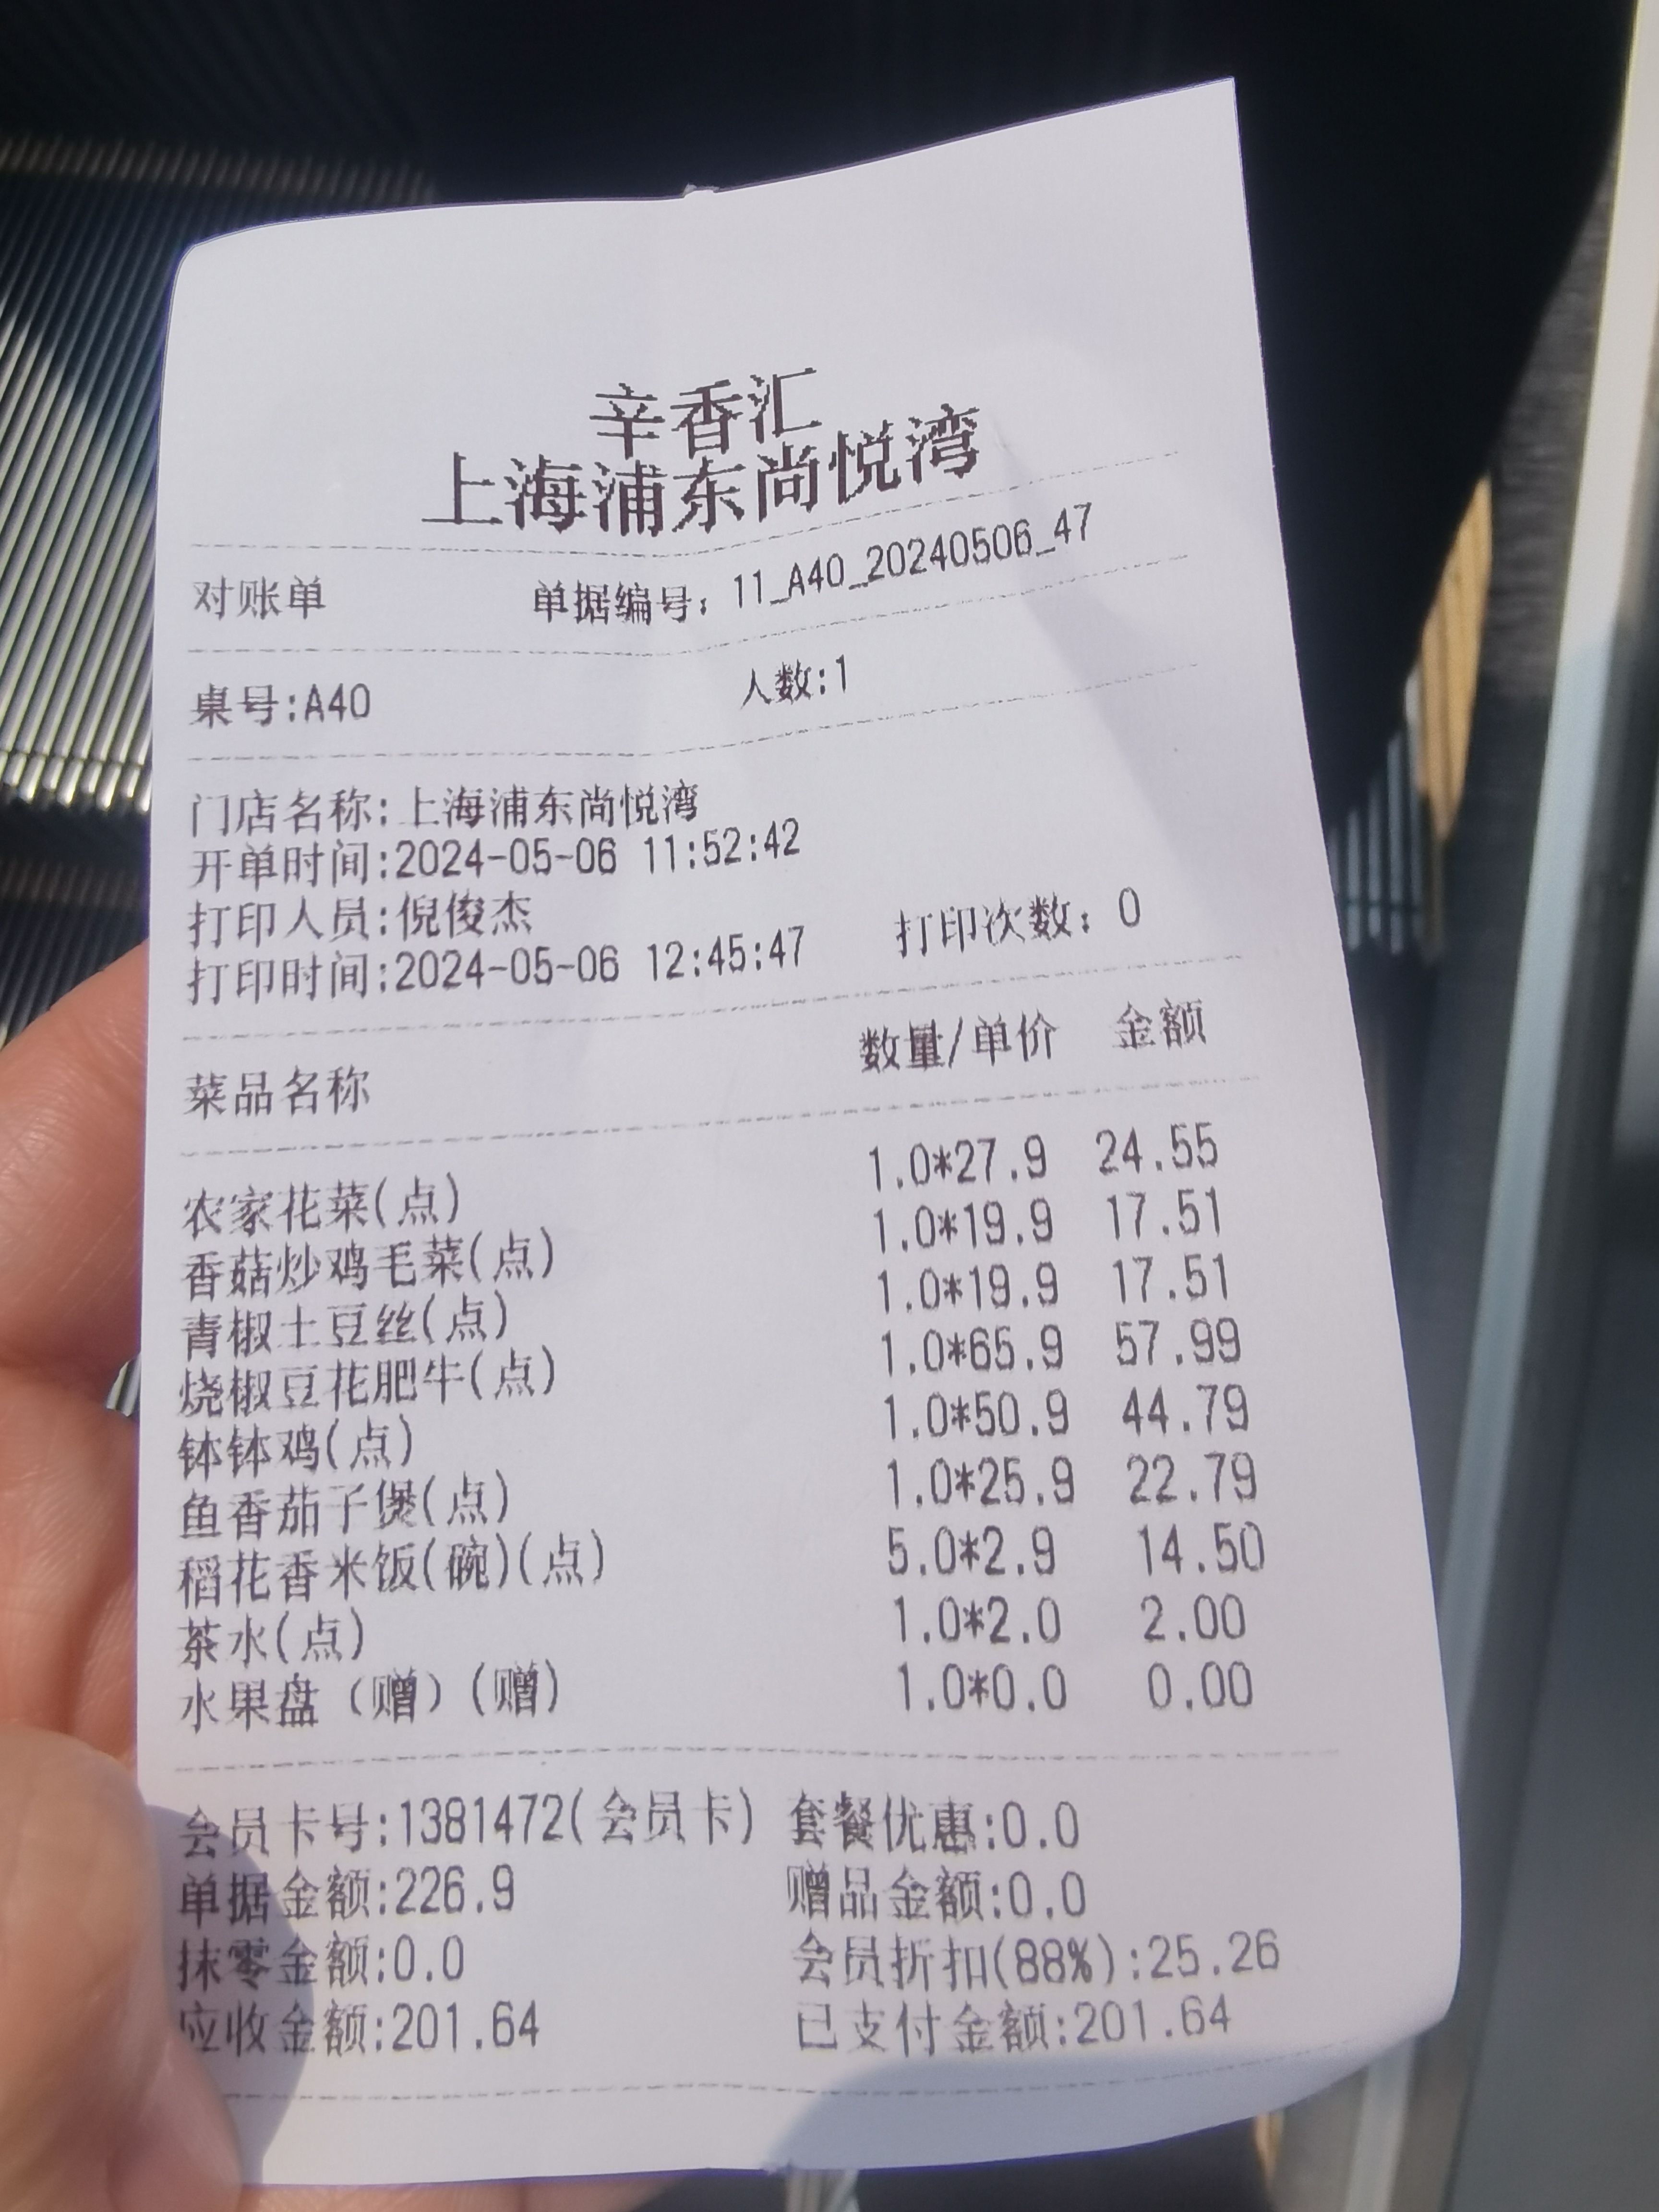 辛香汇
上海浦东尚悦湾
对账单 单据编号：11_A40_20240506_47
桌号:A40 人数:1
门店名称:上海浦东尚悦湾
开单时间:2024-05-06 11:52:42
打印人员:倪俊杰
打印时间:2024-05-06 12:45:47 打印次数：0
菜品名称 数量/单价 金额
农家花菜(点) 1.0*27.9 24.55
香菇炒鸡毛菜(点) 1.0*19.9 17.51
青椒土豆丝(点) 1.0*19.9 17.51
烧椒豆花肥牛(点) 1.0*65.9 57.99
钵钵鸡(点) 1.0*50.9 44.79
鱼香茄子煲(点) 1.0*25.9 22.79
稻花香米饭(碗)(点) 5.0*2.9 14.50
茶水(点) 1.0*2.0 2.00
水果盘（赠）(赠) 1.0*0.0 0.00
会员卡号:1381472(会员卡) 套餐优惠:0.0
单据金额:226.9 赠品金额:0.0
抹零金额:0.0 会员折扣(88%):25.26
应收金额:201.64 已支付金额:201.64